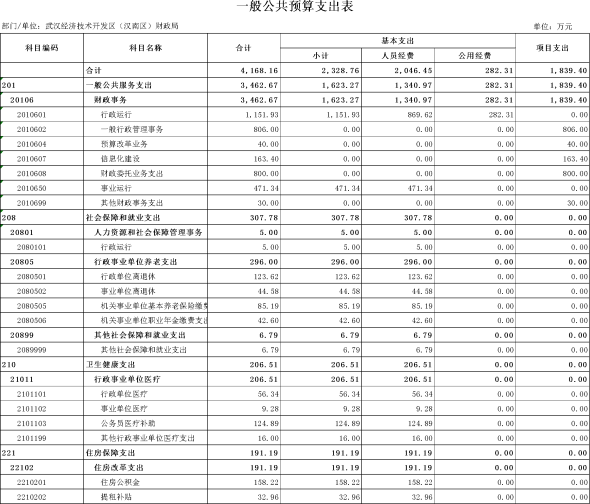 一般公共预算支出表
部门/单位：武汉经济技术开发区（汉南区）财政局 单位：万元
科目编码 科目名称 合计 基本支出 项目支出
小计 人员经费 公用经费
合计 4,168.16 2,328.76 2,046.45 282.31 1,839.40
201 一般公共服务支出 3,462.67 1,623.27 1,340.97 282.31 1,839.40
20106 财政事务 3,462.67 1,623.27 1,340.97 282.31 1,839.40
2010601 行政运行 1,151.93 1,151.93 869.62 282.31 0.00
2010602 一般行政管理事务 806.00 0.00 0.00 0.00 806.00
2010604 预算改革业务 40.00 0.00 0.00 0.00 40.00
2010607 信息化建设 163.40 0.00 0.00 0.00 163.40
2010608 财政委托业务支出 800.00 0.00 0.00 0.00 800.00
2010650 事业运行 471.34 471.34 471.34 0.00 0.00
2010699 其他财政事务支出 30.00 0.00 0.00 0.00 30.00
208 社会保障和就业支出 307.78 307.78 307.78 0.00 0.00
20801 人力资源和社会保障管理事务 5.00 5.00 5.00 0.00 0.00
2080101 行政运行 5.00 5.00 5.00 0.00 0.00
20805 行政事业单位养老支出 296.00 296.00 296.00 0.00 0.00
2080501 行政单位离退休 123.62 123.62 123.62 0.00 0.00
2080502 事业单位离退休 44.58 44.58 44.58 0.00 0.00
2080505 机关事业单位基本养老保险缴费 85.19 85.19 85.19 0.00 0.00
2080506 机关事业单位职业年金缴费支出 42.60 42.60 42.60 0.00 0.00
20899 其他社会保障和就业支出 6.79 6.79 6.79 0.00 0.00
2089999 其他社会保障和就业支出 6.79 6.79 6.79 0.00 0.00
210 卫生健康支出 206.51 206.51 206.51 0.00 0.00
21011 行政事业单位医疗 206.51 206.51 206.51 0.00 0.00
2101101 行政单位医疗 56.34 56.34 56.34 0.00 0.00
2101102 事业单位医疗 9.28 9.28 9.28 0.00 0.00
2101103 公务员医疗补助 124.89 124.89 124.89 0.00 0.00
2101199 其他行政事业单位医疗支出 16.00 16.00 16.00 0.00 0.00
221 住房保障支出 191.19 191.19 191.19 0.00 0.00
22102 住房改革支出 191.19 191.19 191.19 0.00 0.00
2210201 住房公积金 158.22 158.22 158.22 0.00 0.00
2210202 提租补贴 32.96 32.96 32.96 0.00 0.00